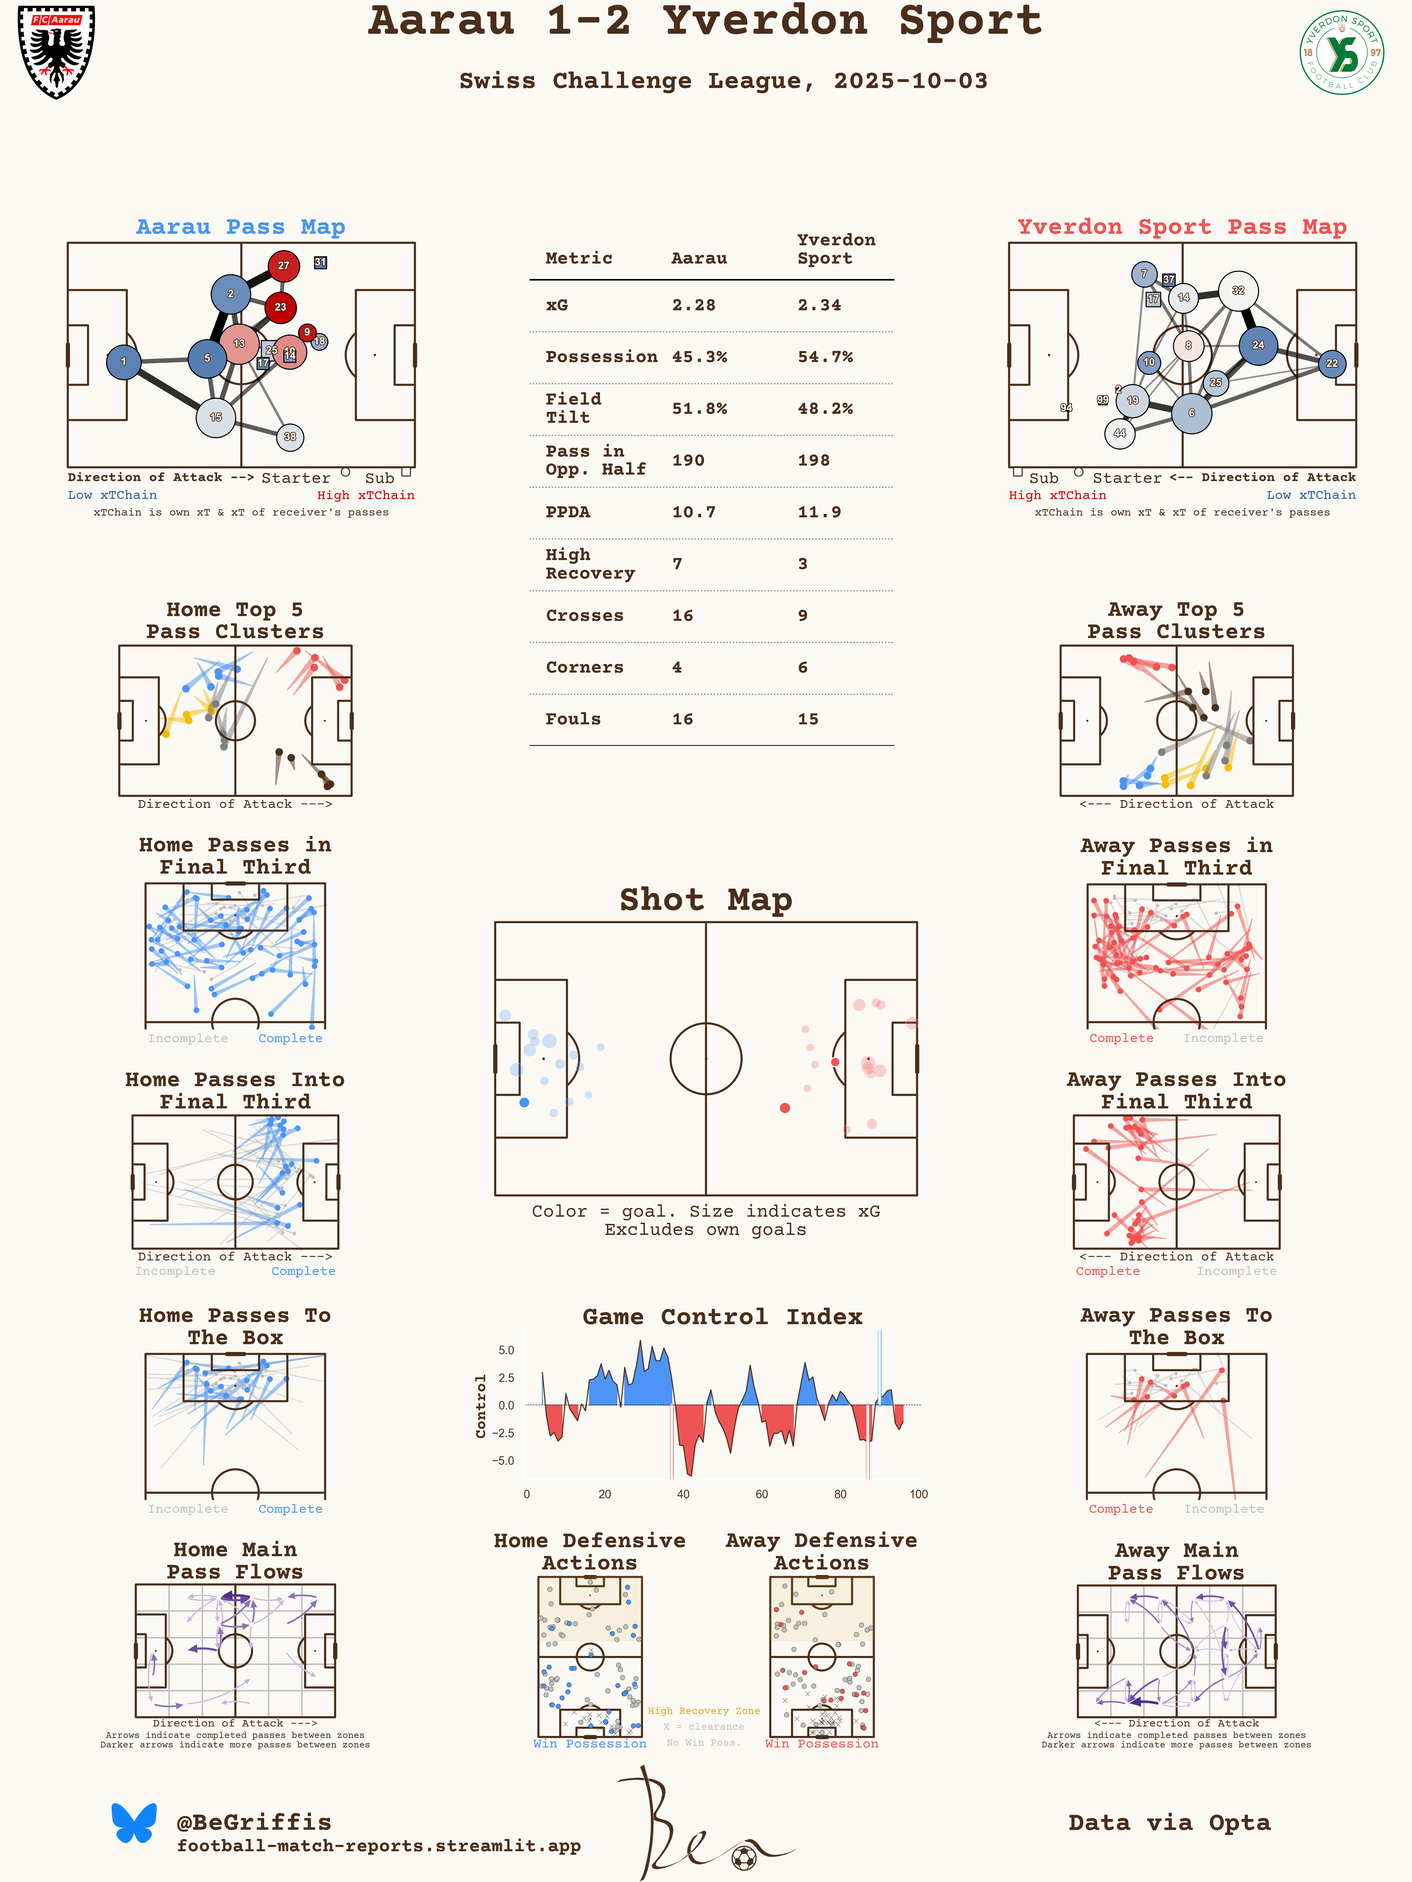 Aarau 1-2 Yverdon Sport
Swiss Challenge League, 2025-10-03
FC Aarau
YVERDON SPORT
18 97
FOOTBALL CLUB
Aarau Pass Map
27
31
2
23
9
13
18
25
10
14
17
1
5
15
38
Direction of Attack --> Starter Sub
Low xTChain High xTChain
xTChain is own xT & xT of receiver's passes
Metric Aarau Yverdon
Sport
xG 2.28 2.34
Possession 45.3% 54.7%
Field
Tilt 51.8% 48.2%
Pass in
Opp. Half 190 198
PPDA 10.7 11.9
High
Recovery 7 3
Crosses 16 9
Corners 4 6
Fouls 16 15
Yverdon Sport Pass Map
7
37
17
14
32
8
24
10
22
25
2
99
19
94
6
44
Sub Starter <-- Direction of Attack
High xTChain Low xTChain
xTChain is own xT & xT of receiver's passes
Home Top 5
Pass Clusters
Direction of Attack --->
Away Top 5
Pass Clusters
<--- Direction of Attack
Home Passes in
Final Third
Incomplete Complete
Away Passes in
Final Third
Complete Incomplete
Shot Map
Color = goal. Size indicates xG
Excludes own goals
Home Passes Into
Final Third
Direction of Attack --->
Incomplete Complete
Away Passes Into
Final Third
<--- Direction of Attack
Complete Incomplete
Game Control Index
Control
5.0
2.5
0.0
−2.5
−5.0
0 20 40 60 80 100
Home Passes To
The Box
Incomplete Complete
Away Passes To
The Box
Complete Incomplete
Home Main
Pass Flows
Direction of Attack --->
Arrows indicate completed passes between zones
Darker arrows indicate more passes between zones
Home Defensive
Actions
Win Possession
Away Defensive
Actions
Win Possession
High Recovery Zone
X = clearance
No Win Poss.
Away Main
Pass Flows
<--- Direction of Attack
Arrows indicate completed passes between zones
Darker arrows indicate more passes between zones
@BeGriffis
football-match-reports.streamlit.app
Ben
Data via Opta